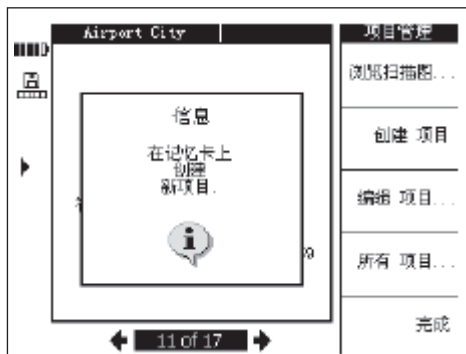 Airport City
项目管理
浏览扫描图...
信息
在记忆卡上
创建
新项目.
创建 项目
编辑 项目...
所有 项目...
11 of 17
完成